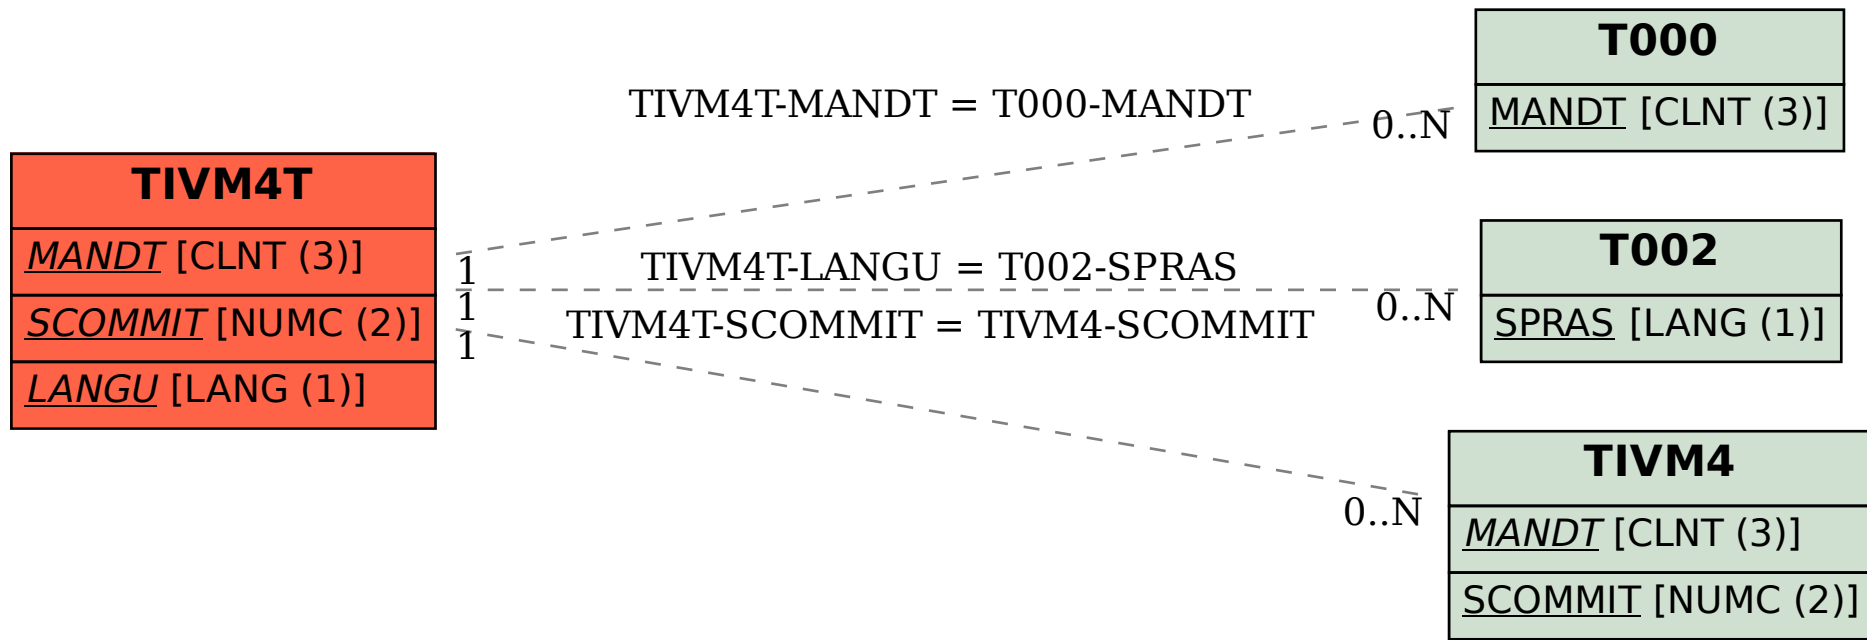 TIVM4T
MANDT [CLNT (3)]
SCOMMIT [NUMC (2)]
LANGU [LANG (1)]
TIVM4T-MANDT = T000-MANDT
1
0..N
TIVM4T-LANGU = T002-SPRAS
1
0..N
TIVM4T-SCOMMIT = TIVM4-SCOMMIT
1
0..N
T000
MANDT [CLNT (3)]
T002
SPRAS [LANG (1)]
TIVM4
MANDT [CLNT (3)]
SCOMMIT [NUMC (2)]